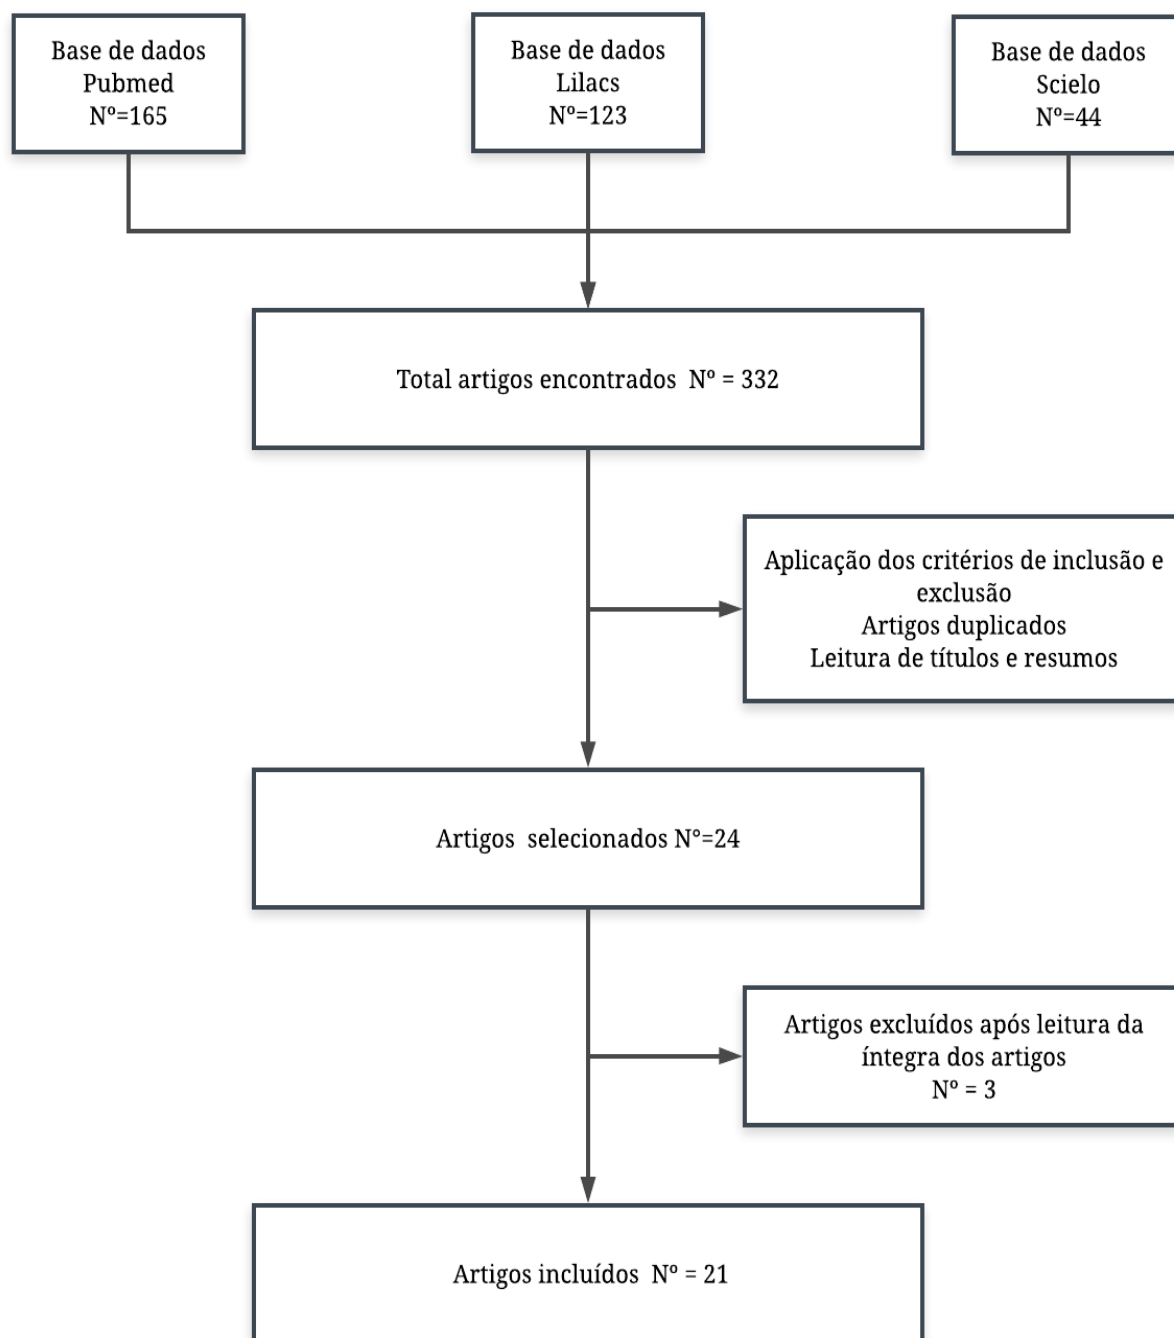 Base de dados
Pubmed
Nº=165
Base de dados
Lilacs
Nº=123
Base de dados
Scielo
Nº=44
Total artigos encontrados  Nº = 332
Aplicação dos critérios de inclusão e
exclusão
Artigos duplicados
Leitura de títulos e resumos
Artigos  selecionados N°=24
Artigos excluídos após leitura da
íntegra dos artigos
Nº = 3
Artigos incluídos  Nº = 21